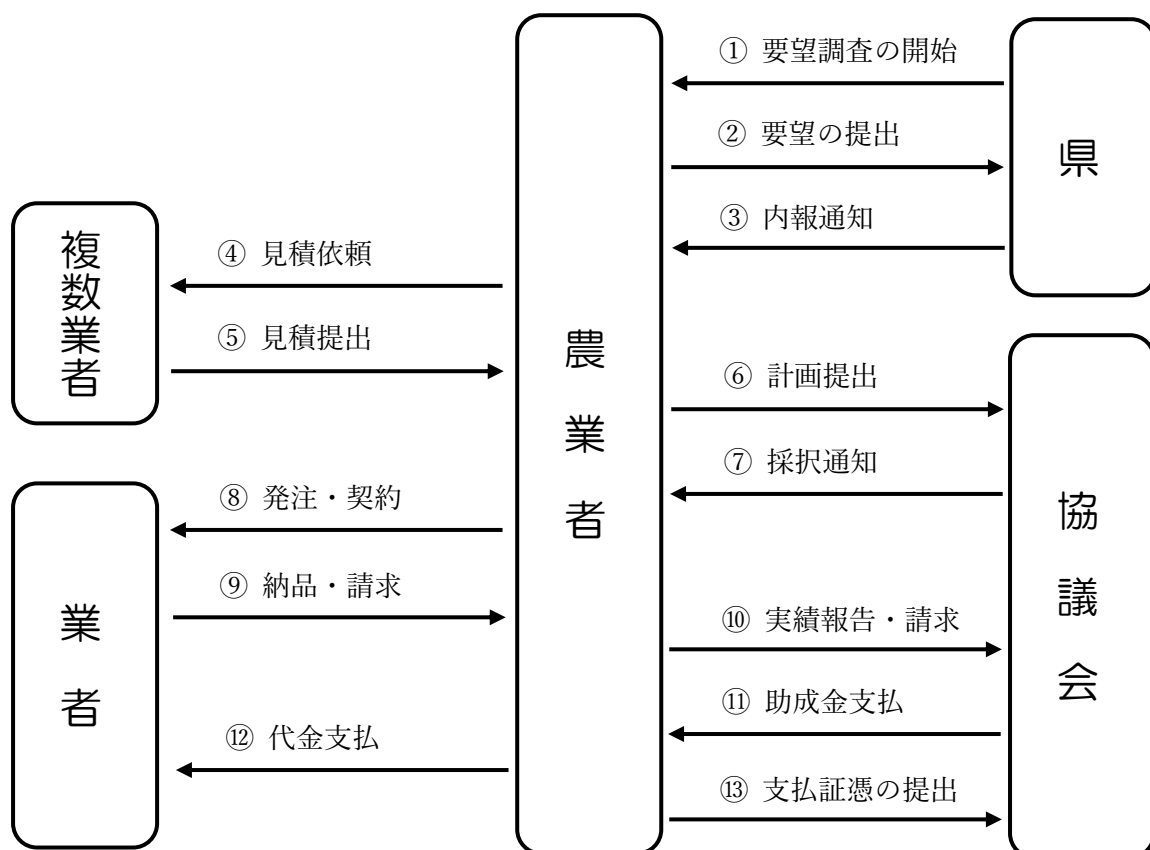 ① 要望調査の開始
② 要望の提出
県
③ 内報通知
複数業者
④ 見積依頼
⑤ 見積提出
農業者
⑥ 計画提出
⑦ 採択通知
⑧ 発注・契約
協議会
⑨ 納品・請求
業者
⑩ 実績報告・請求
⑪ 助成金支払
⑫ 代金支払
⑬ 支払証憑の提出